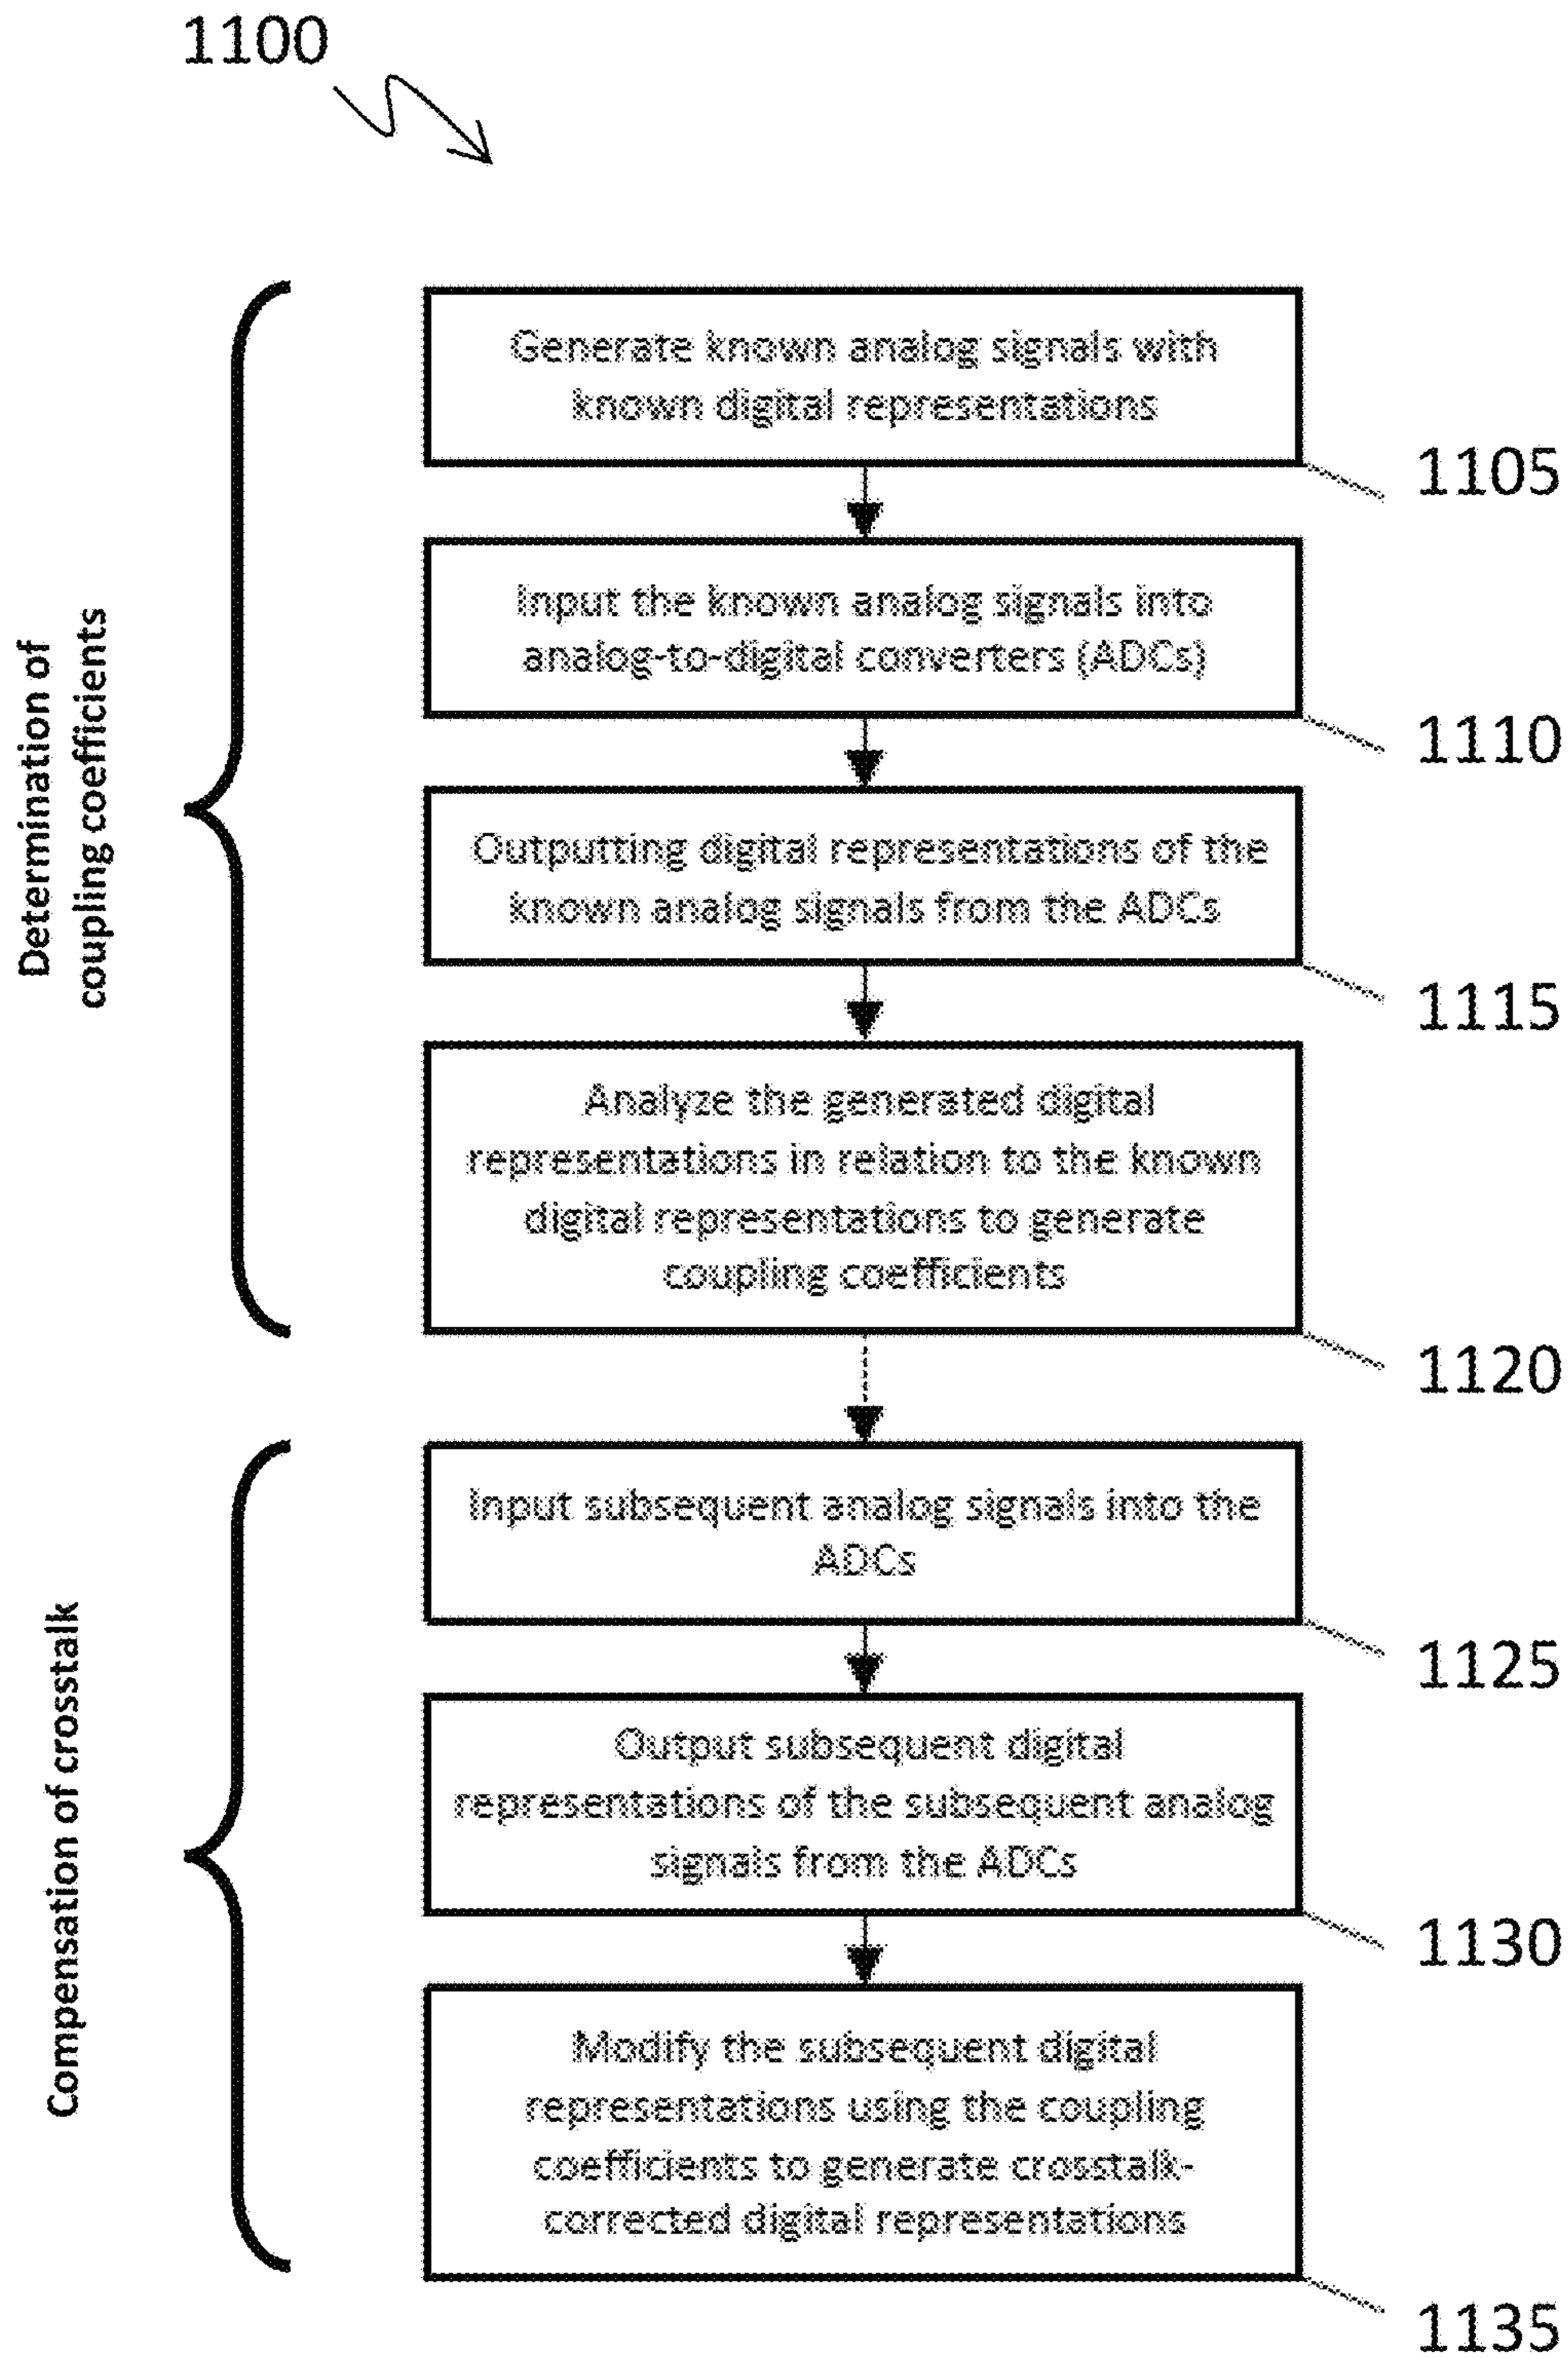 1100
Determination of
coupling coefficients
Generate known analog signals with
known digital representations
1105
Input the known analog signals into
analog-to-digital converters (ADCs)
1110
Outputting digital representations of the
known analog signals from the ADCs
1115
Analyze the generated digital
representations in relation to the known
digital representations to generate
coupling coefficients
1120
Compensation of crosstalk
Input subsequent analog signals into the
ADCs
1125
Output subsequent digital
representations of the subsequent analog
signals from the ADCs
1130
Modify the subsequent digital
representations using the coupling
coefficients to generate crosstalk-
corrected digital representations
1135